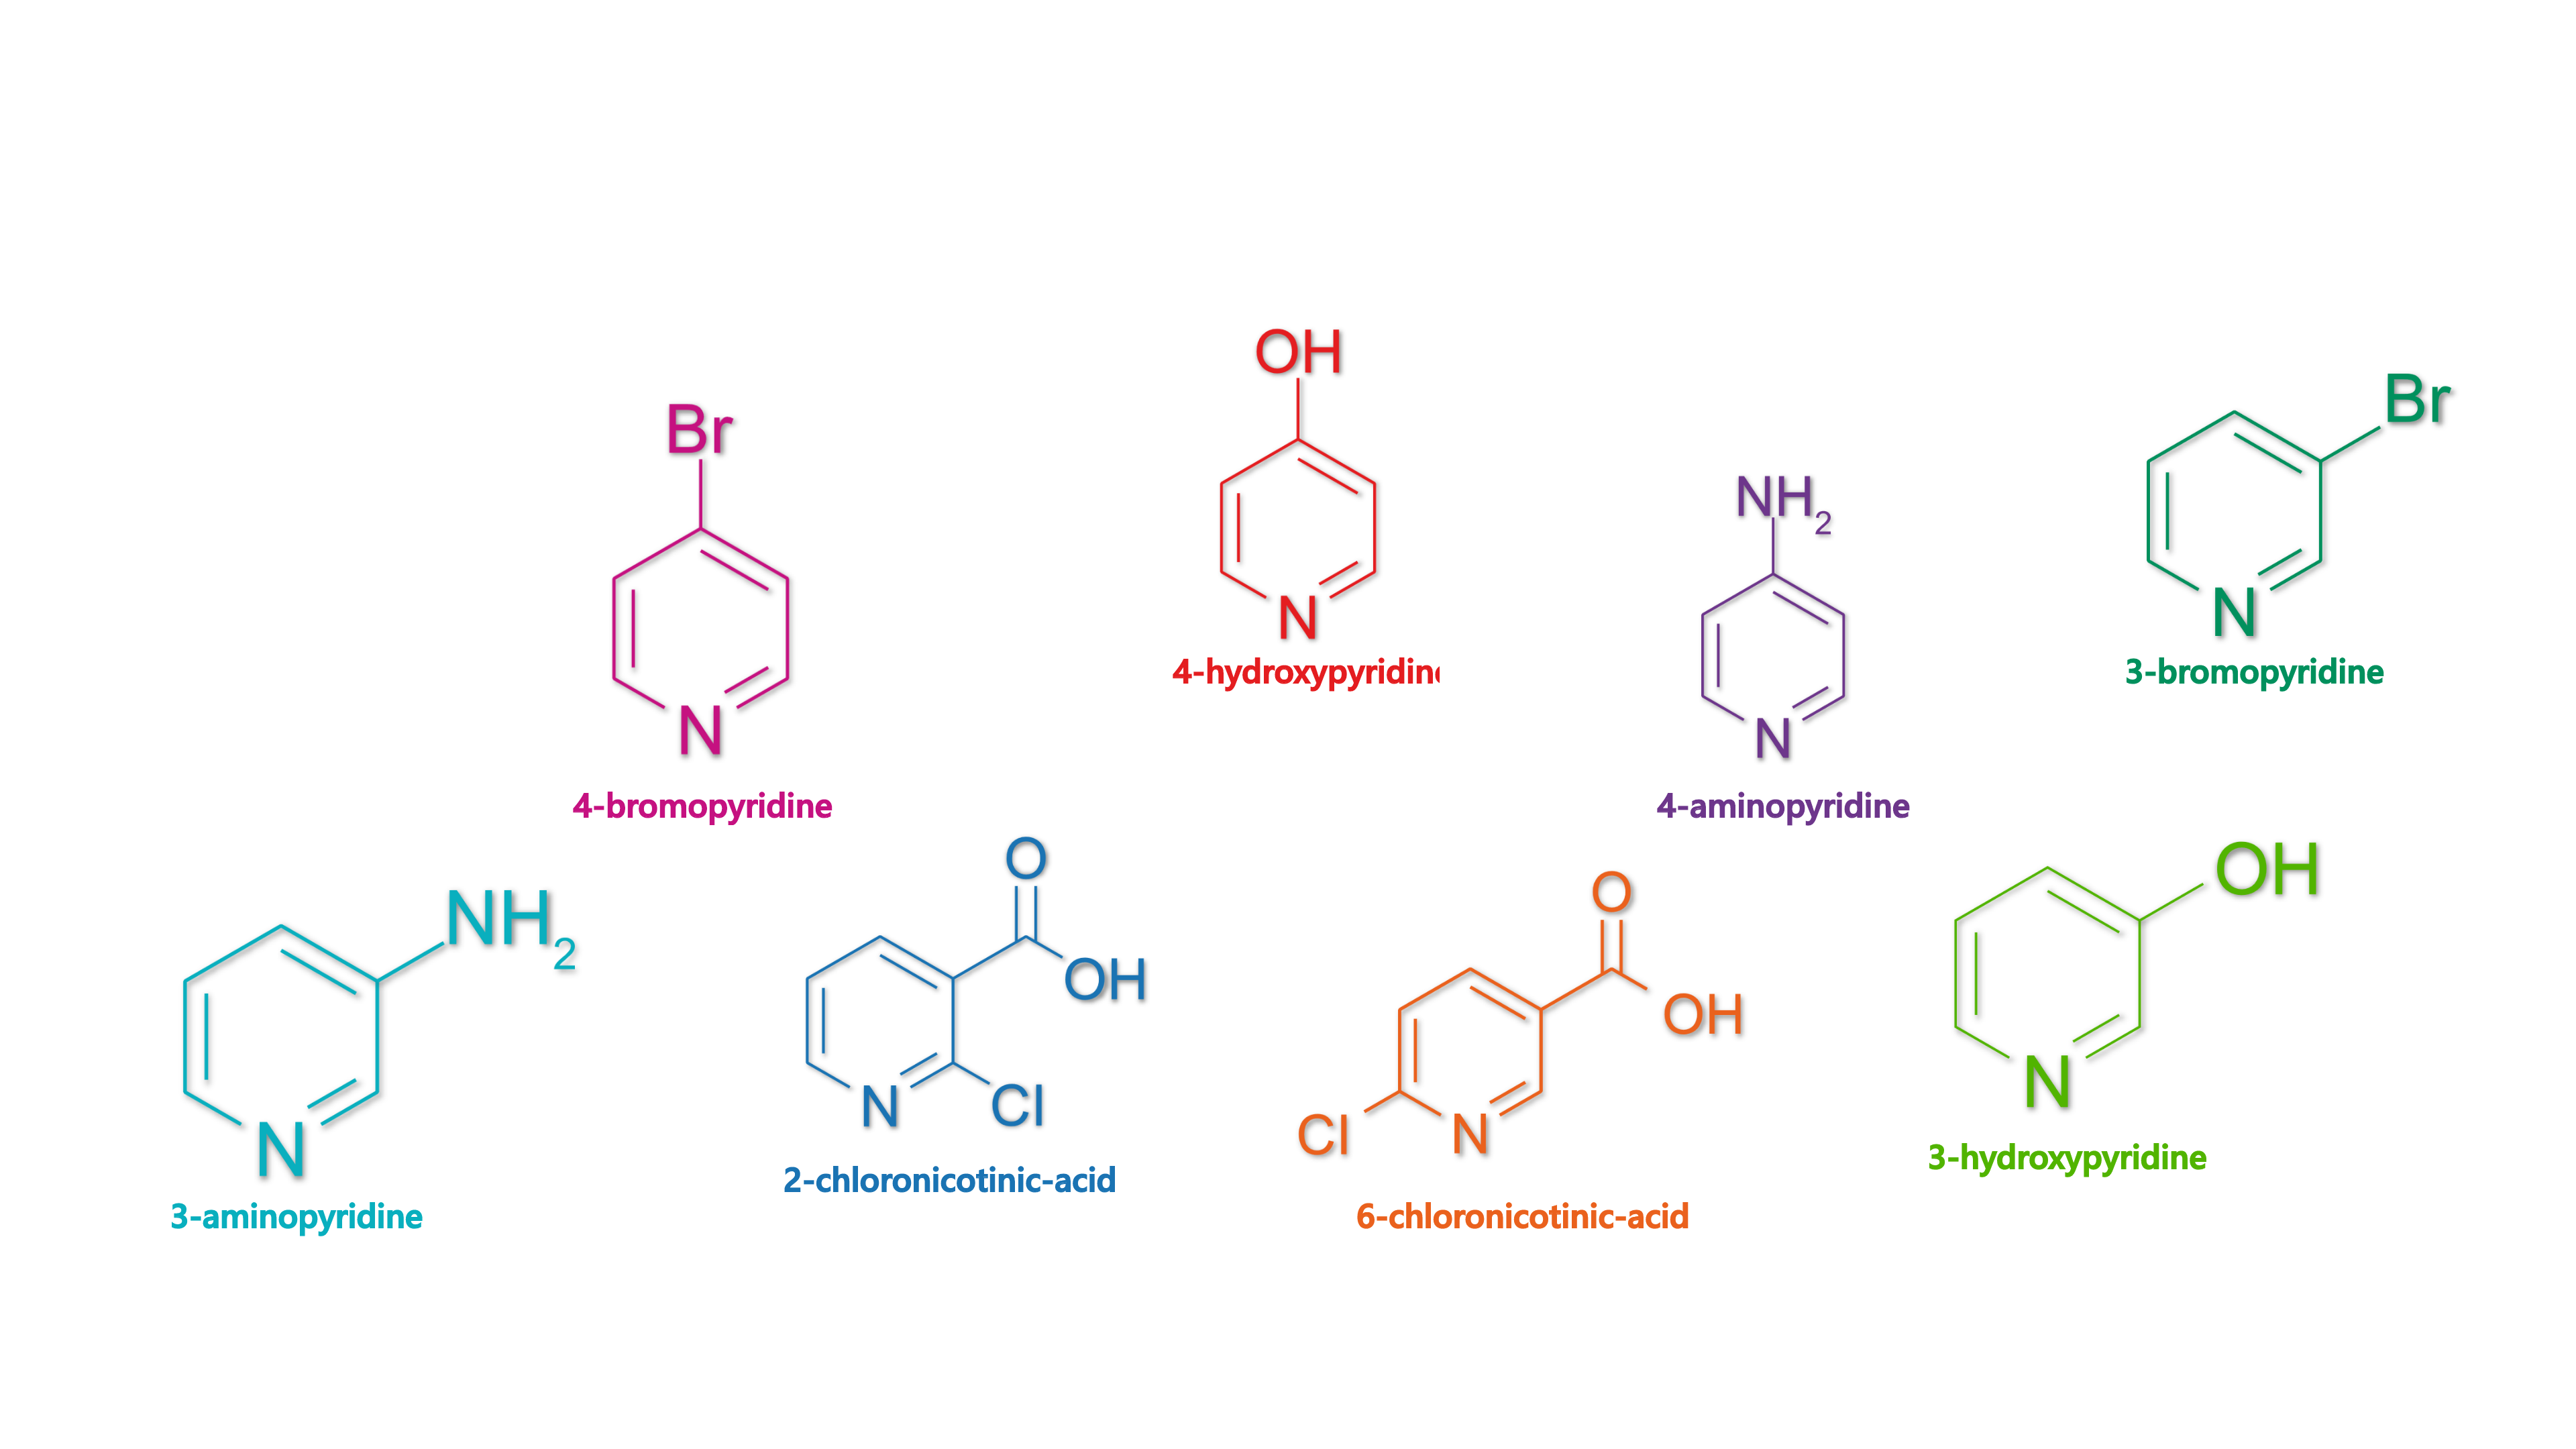 OH
Br
Br
NH2
N
N
4-hydroxypyridin
3-bromopyridine
N
N
4-bromopyridine
4-aminopyridine
O
OH
O
NH2
OH
OH
N
Cl
N
Cl
N
N
3-hydroxypyridine
2-chloronicotinic-acid
3-aminopyridine
6-chloronicotinic-acid